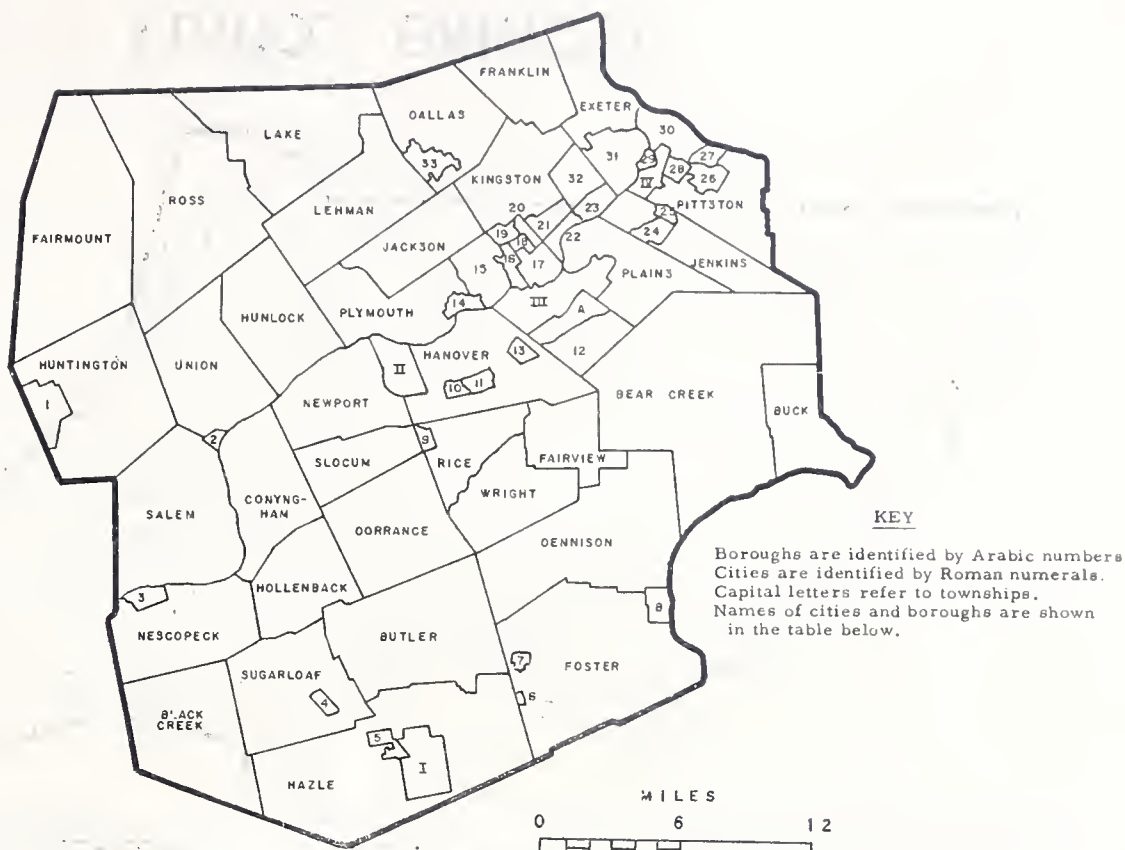 FRANKLIN
EXETER
DALLAS
LAKE
30
33
31
29
27
28
26
IV
KINGSTON
32
ROSS
PITTSTON
LEHMAN
20
23
25
21
24
19
18
22
FAIRMOUNT
JACKSON
15
16
17
JENKINS
PLAINS
III
HUNLOCK
PLYMOUTH
14
A
HUNTINGTON
UNION
HANOVER
13
12
II
1
10
11
BEAR CREEK
NEWPORT
BUCK
2
9
SLOCUM
RICE
FAIRVIEW
WRIGHT
CONYNG-
HAM
SALEM
DORRANCE
DENNISON
KEY
Boroughs are identified by Arabic numbers
Cities are identified by Roman numerals.
Capital letters refer to townships.
Names of cities and boroughs are shown
in the table below.
HOLLENBACK
3
8
NESCOPECK
BUTLER
7
FOSTER
SUGARLOAF
6
4
BLACK
CREEK
5
I
HAZLE
MILES
0 6 12